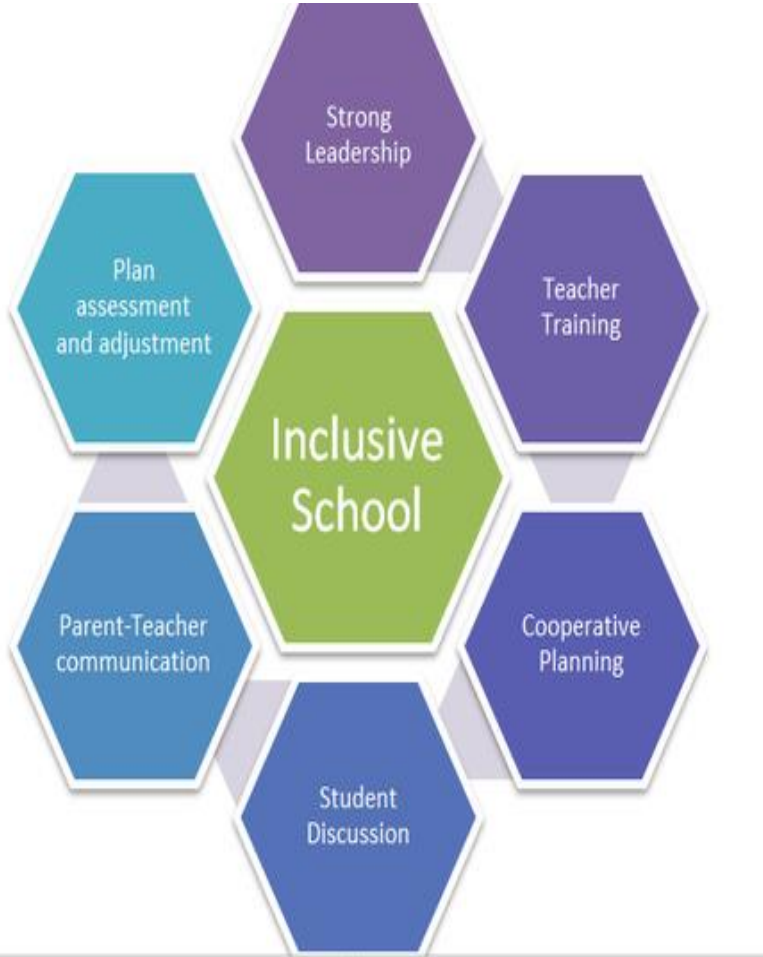 Strong
Leadership
Teacher
Training
Cooperative
Planning
Student
Discussion
Parent-Teacher
communication
Plan
assessment
and adjustment
Inclusive
School